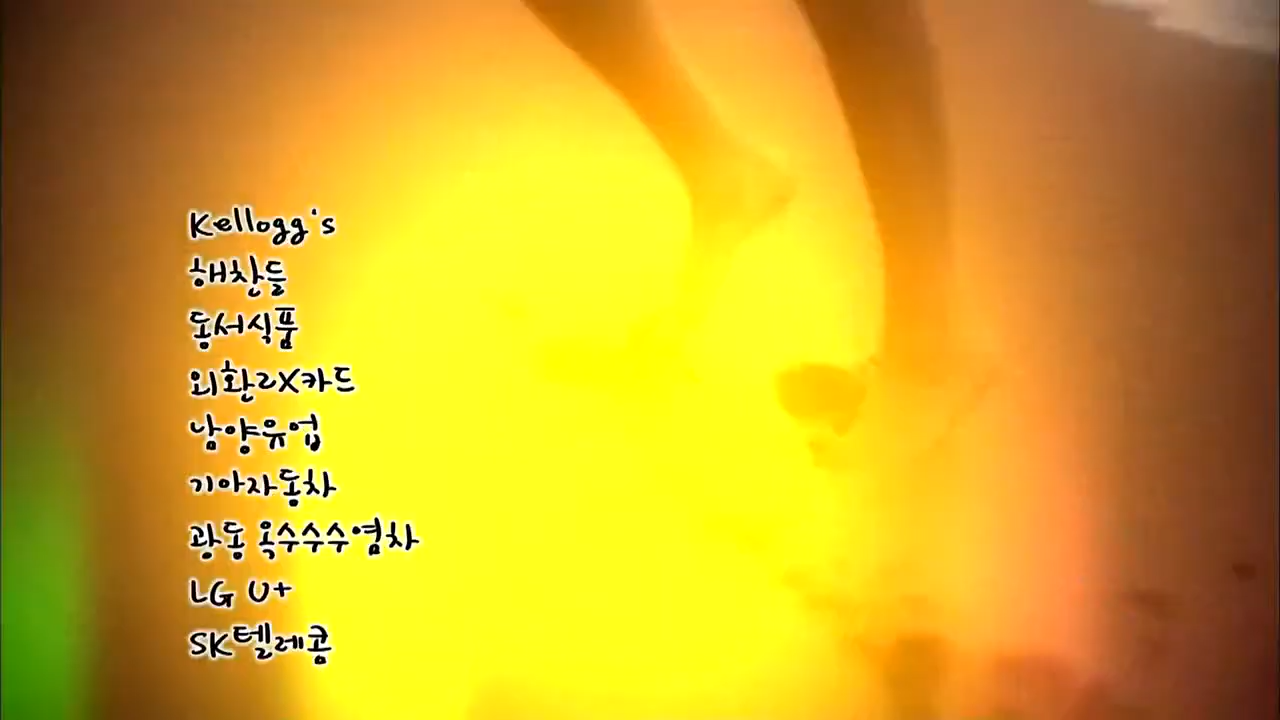 Kellogg's
해찬들
동서식품
외환2X카드
남양유업
기아자동차
광동 옥수수수염차
LG U+
SK텔레콤